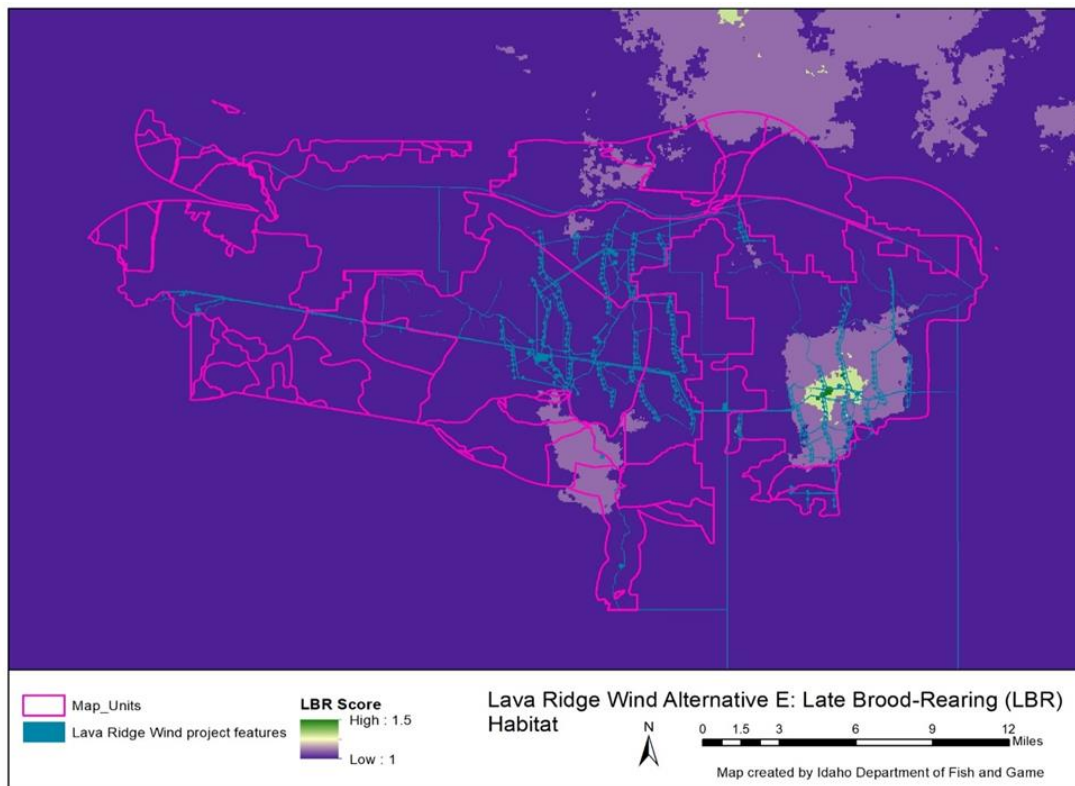 Map_Units
Lava Ridge Wind project features
LBR Score
High : 1.5
Low : 1
Lava Ridge Wind Alternative E: Late Brood-Rearing (LBR)
Habitat
N
0 1.5 3 6 9 12
Miles
Map created by Idaho Department of Fish and Game